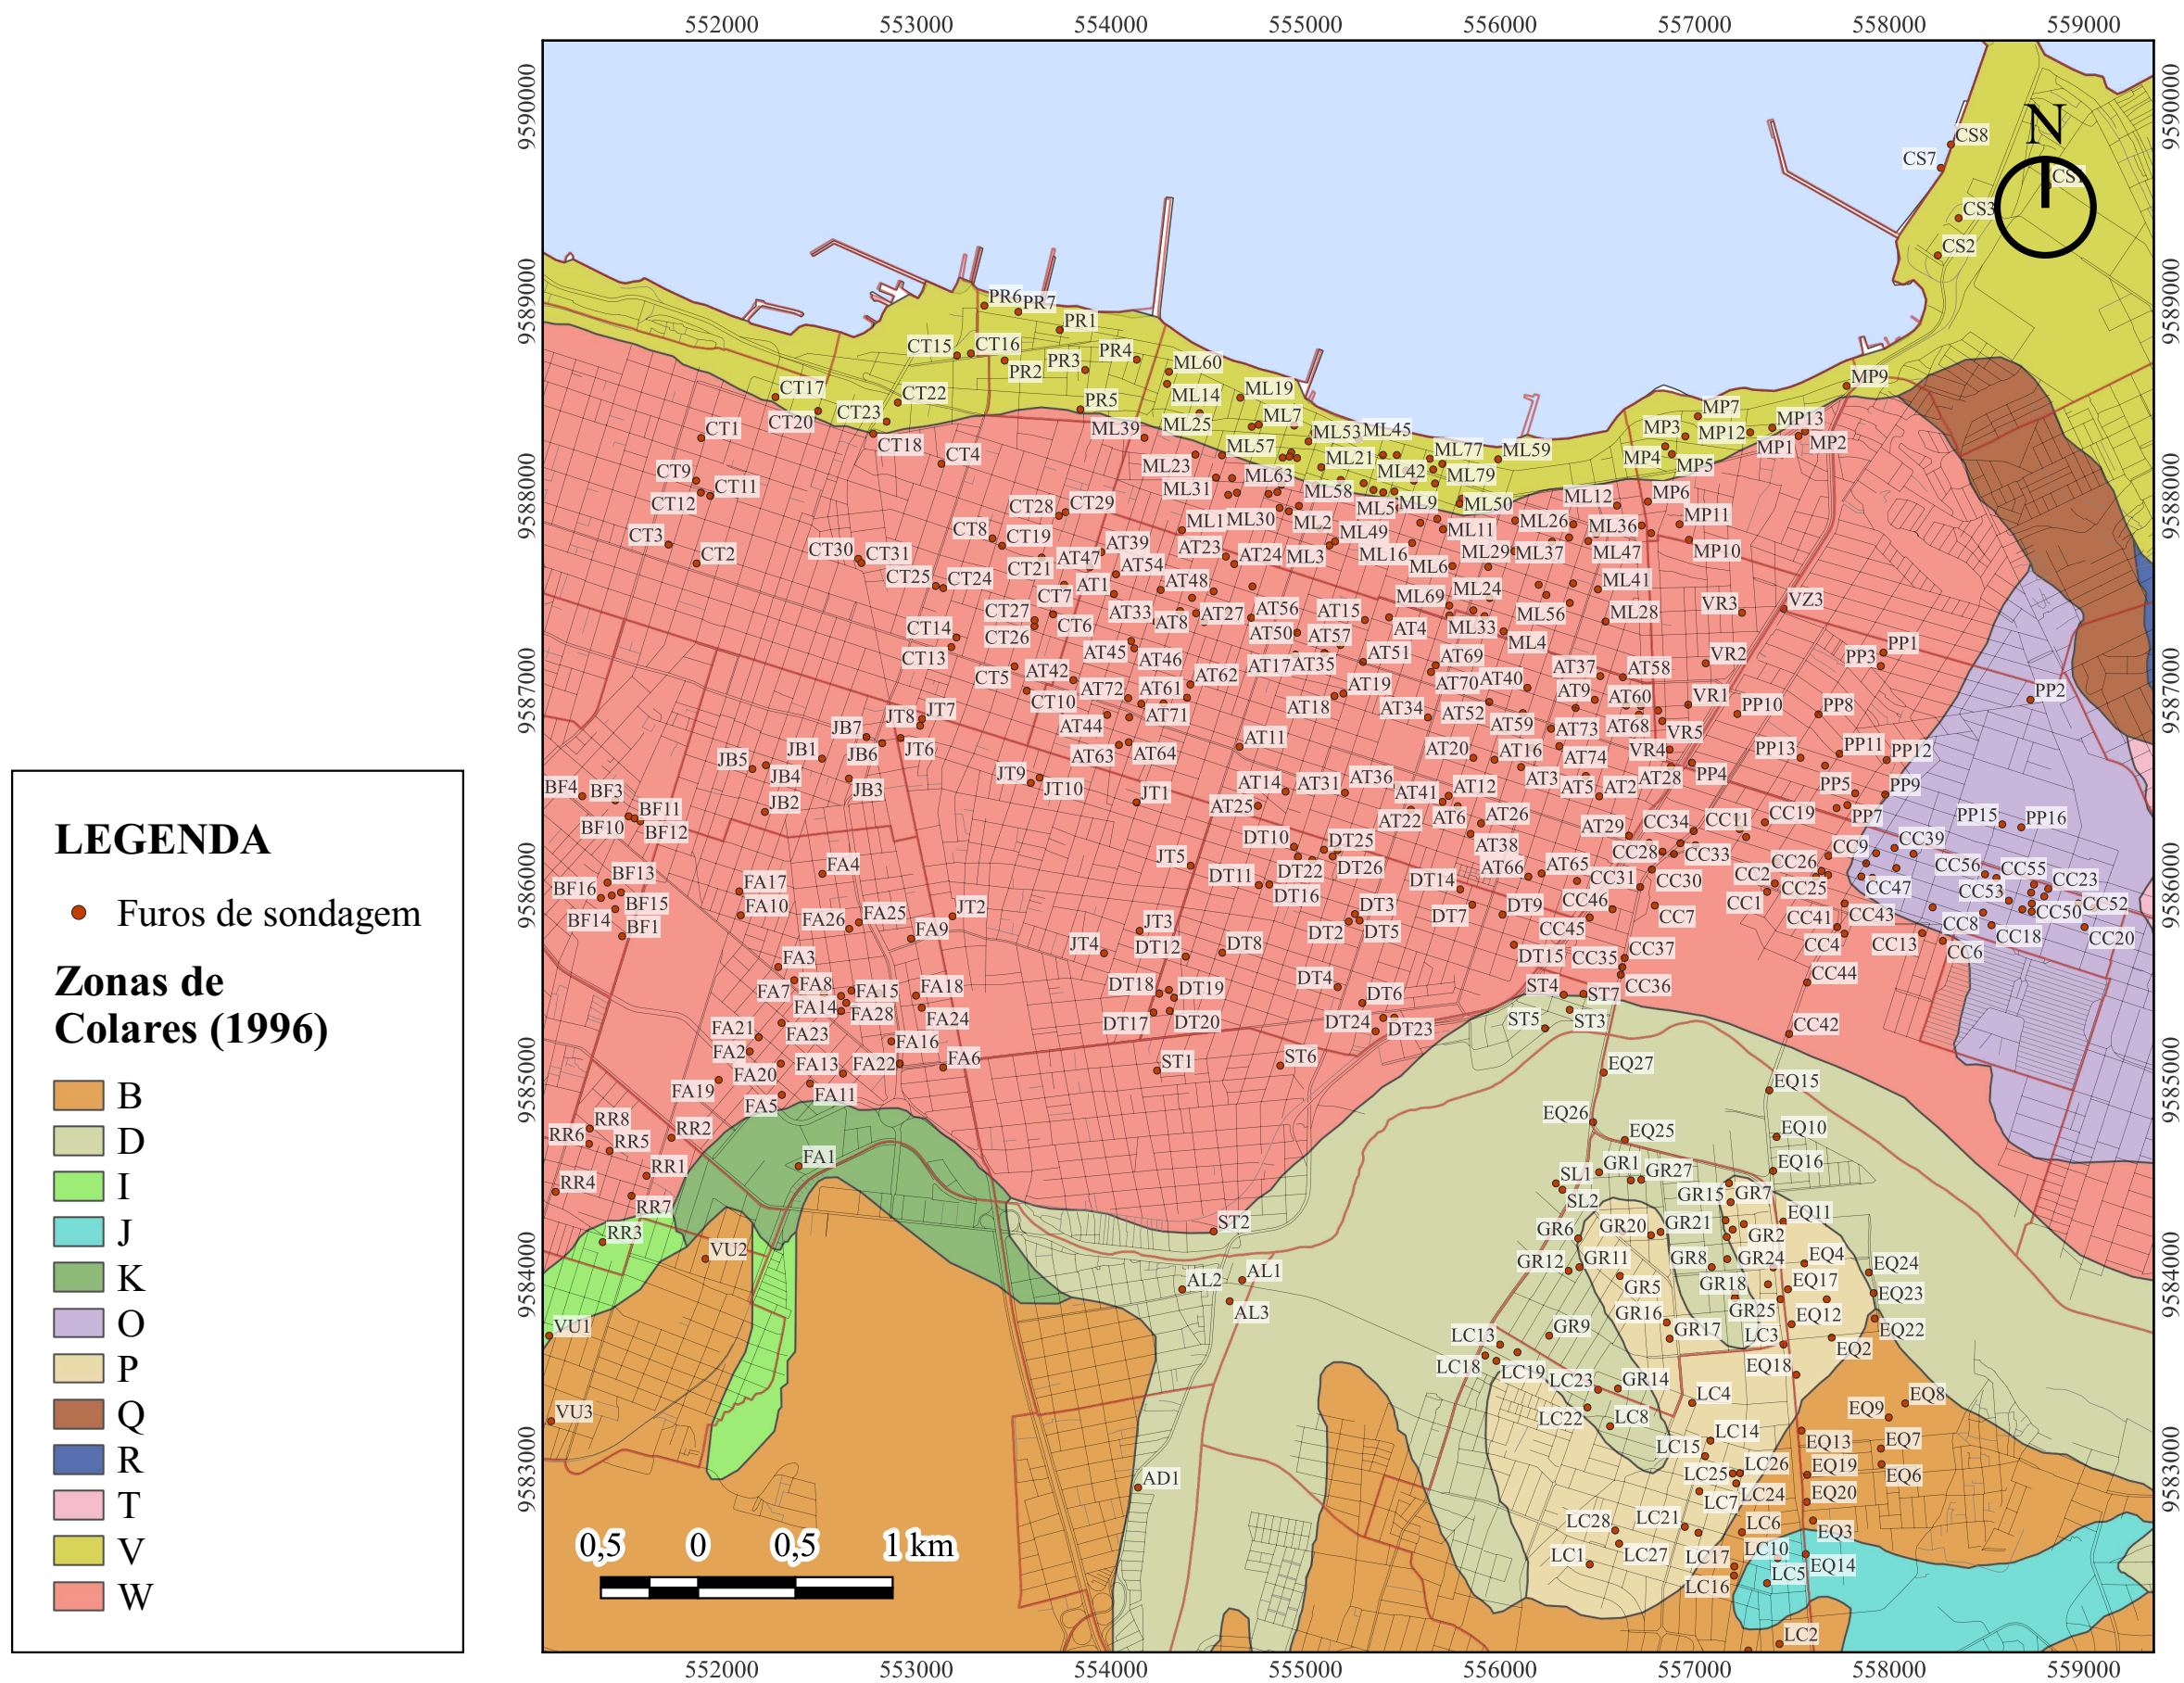 552000 553000 554000 555000 556000 557000 558000 559000
9590000
9590000
N
CS8
CS7
CS3
CS2
9589000
9589000
PR6 PR7
PR1
CT15 CT16 PR3 PR4
PR2
ML60
CT17 CT22 PR5 ML14 ML19 MP9
CT20 CT23 ML25 ML7 MP7
CT1 CT18 ML39 ML53 ML45 MP3 MP12 MP13
CT4 ML57 ML21 ML77 ML59 MP4 MP1 MP2
9588000
9588000
CT9 ML23 ML63 ML42 ML79 MP5
CT11 ML31 ML58 ML9 ML50 ML12 MP6
CT12 CT28 CT29 ML1 ML30 ML2 ML5 ML11 ML26 ML36 MP11
CT3 CT8 CT19 AT39 AT23 AT24 ML3 ML49 ML16 ML29 ML37 ML47 MP10
CT2 CT30 CT31 CT21 AT47 AT54 ML6
CT25 CT24 AT1 AT48 ML24 ML41
CT7 AT33 AT27 AT56 AT15 ML69 ML56 VR3 VZ3
CT27 CT6 AT8 ML28
CT14 CT26 AT50 AT57 AT4 ML33 ML4
CT13 AT45 AT46 AT17 AT35 AT51 AT69 VR2 PP1
PP3
9587000
9587000
CT5 AT42 AT62 AT70 AT40 AT37 AT58
CT10 AT72 AT61 AT19 AT9 AT60 VR1 PP2
JT8 JT7 AT44 AT71 AT18 AT34 AT52 AT59 AT68 PP10 PP8
JB7 JT6 AT63 AT64 AT11 AT73 VR5
JB5 JB1 JB6 AT20 AT16 AT74 VR4 PP13 PP11 PP12
JB4 JB3 JT9 JT10 AT3 AT28 PP4
BF4 BF3 JB2 JT1 AT14 AT31 AT36 AT41 AT12 AT5 AT2 PP5 PP9
BF11 AT25 AT22 AT6 AT26 PP7 PP15 PP16
BF10 BF12 DT10 DT25 AT38 AT29 CC34 CC11 CC19
JT5 CC28 CC33 CC9 CC39
9586000
9586000
BF13 FA17 FA4 DT11 DT22 DT26 AT66 AT65 CC26 CC56 CC55
BF16 FA10 DT16 DT14 CC31 CC30 CC2 CC25 CC47 CC53 CC23
BF15 FA26 FA25 JT2 DT3 DT7 DT9 CC46 CC7 CC1 CC43 CC50 CC52
BF14 BF1 FA9 JT3 DT2 DT5 CC45 CC41 CC8 CC18 CC20
JT4 DT12 DT8 DT15 CC37 CC4 CC13 CC6
FA3 CC35 CC44
FA7 FA8 FA15 FA18 DT18 DT19 DT4 ST4 CC36
FA14 FA28 DT6 ST7
FA21 FA23 FA24 DT17 DT20 DT24 DT23 ST5 ST3 CC42
FA2 FA16
9585000
9585000
FA20 FA13 FA22 FA6 ST1 ST6 EQ27 EQ15
FA19 FA5 FA11
RR8 RR2 EQ26 EQ10
RR6 RR5 FA1 EQ25 EQ16
RR4 RR1 SL1 GR1 GR27
RR7 SL2 GR15 GR7
RR3 ST2 GR6 GR20 GR21 GR2 EQ11
VU2
9584000
9584000
AL2 AL1 GR12 GR11 GR8 GR24 EQ4 EQ24
AL3 GR5 GR18 EQ17 EQ23
VU1 GR9 GR16 GR25 EQ12 EQ22
LC13 GR17 LC3 EQ2
LC18 LC19 EQ18
LC23 GR14 LC4 EQ8
VU3 LC22 LC8 EQ9
LC14 EQ13 EQ7
9583000
9583000
AD1 LC15 LC25 LC26 EQ19 EQ6
LC7 LC24 EQ20
LC28 LC21 LC6 EQ3
LC1 LC27 LC17 LC10 EQ14
LC16 LC5
LC2
0,5 0 0,5 1 km
552000 553000 554000 555000 556000 557000 558000 559000
LEGENDA
Furos de sondagem
Zonas de
Colares (1996)
B
D
I
J
K
O
P
Q
R
T
V
W